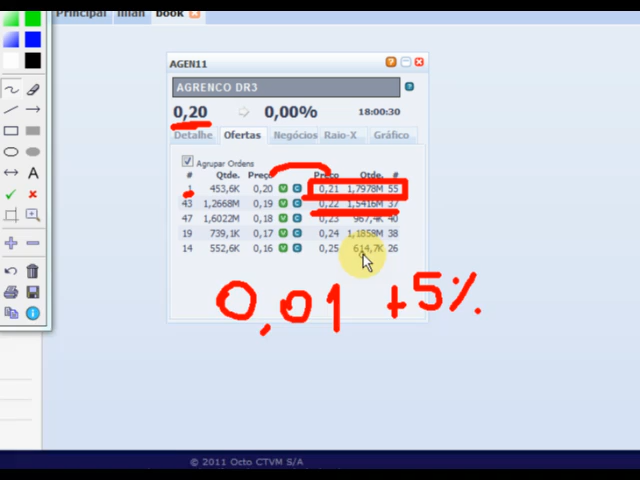 Principal
book
AGEN11
AGRENCO DR3
0,20 0,00% 18:00:30
Detalhe Ofertas Negócios Raio-X Gráfico
Agrupar Ordens
# Qtde. Preço Preço Qtde. #
1 453,6K 0,20 V C 0,21 1,7978M 55
43 1,2668M 0,19 V C 0,22 1,5416M 37
47 1,6022M 0,18 V C 0,23 967,4K 40
19 739,1K 0,17 V C 0,24 1,1858M 38
14 552,6K 0,16 V C 0,25 614,7K 26
0,01 +5%
© 2011 Octo CTVM S/A